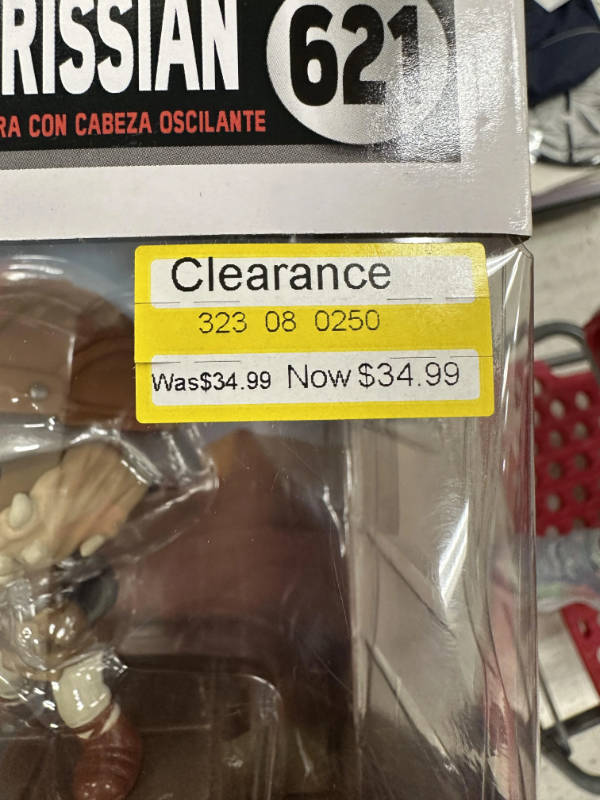 RISSIAN 621
RA CON CABEZA OSCILANTE
Clearance
323 08 0250
Was$34.99 Now $34.99